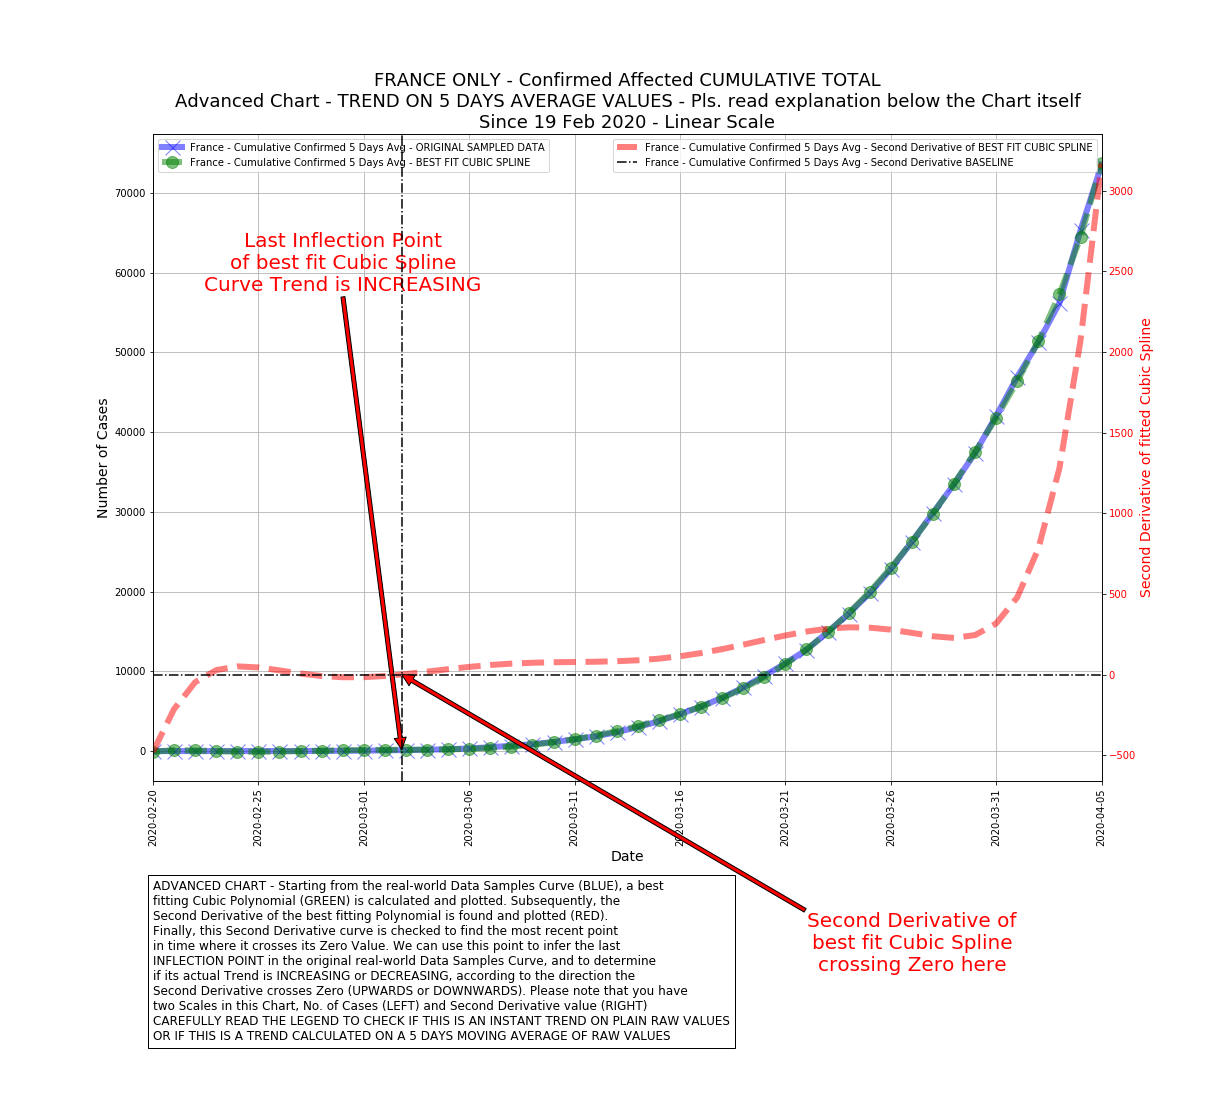 FRANCE ONLY - Confirmed Affected CUMULATIVE TOTAL
Advanced Chart - TREND ON 5 DAYS AVERAGE VALUES - Pls. read explanation below the Chart itself
Since 19 Feb 2020 - Linear Scale
France - Cumulative Confirmed 5 Days Avg - ORIGINAL SAMPLED DATA
France - Cumulative Confirmed 5 Days Avg - BEST FIT CUBIC SPLINE
France - Cumulative Confirmed 5 Days Avg - Second Derivative of BEST FIT CUBIC SPLINE
France - Cumulative Confirmed 5 Days Avg - Second Derivative BASELINE
Last Inflection Point
of best fit Cubic Spline
Curve Trend is INCREASING
Number of Cases
70000
60000
50000
40000
30000
20000
10000
0
3000
2500
2000
1500
1000
500
0
−500
Second Derivative of fitted Cubic Spline
2020-02-20
2020-02-25
2020-03-01
2020-03-06
2020-03-11
2020-03-16
2020-03-21
2020-03-26
2020-03-31
2020-04-05
Date
ADVANCED CHART - Starting from the real-world Data Samples Curve (BLUE), a best
fitting Cubic Polynomial (GREEN) is calculated and plotted. Subsequently, the
Second Derivative of the best fitting Polynomial is found and plotted (RED).
Finally, this Second Derivative curve is checked to find the most recent point
in time where it crosses its Zero Value. We can use this point to infer the last
INFLECTION POINT in the original real-world Data Samples Curve, and to determine
if its actual Trend is INCREASING or DECREASING, according to the direction the
Second Derivative crosses Zero (UPWARDS or DOWNWARDS). Please note that you have
two Scales in this Chart, No. of Cases (LEFT) and Second Derivative value (RIGHT)
CAREFULLY READ THE LEGEND TO CHECK IF THIS IS AN INSTANT TREND ON PLAIN RAW VALUES
OR IF THIS IS A TREND CALCULATED ON A 5 DAYS MOVING AVERAGE OF RAW VALUES
Second Derivative of
best fit Cubic Spline
crossing Zero here